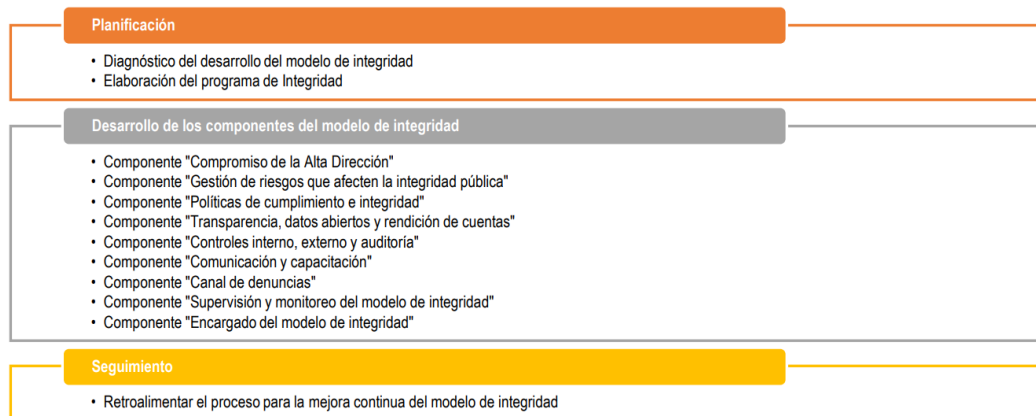 Planificación
• Diagnóstico del desarrollo del modelo de integridad
• Elaboración del programa de Integridad
Desarrollo de los componentes del modelo de integridad
• Componente "Compromiso de la Alta Dirección"
• Componente "Gestión de riesgos que afecten la integridad pública"
• Componente "Políticas de cumplimiento e integridad"
• Componente "Transparencia, datos abiertos y rendición de cuentas"
• Componente "Controles interno, externo y auditoría"
• Componente "Comunicación y capacitación"
• Componente "Canal de denuncias"
• Componente "Supervisión y monitoreo del modelo de integridad"
• Componente "Encargado del modelo de integridad"
Seguimiento
• Retroalimentar el proceso para la mejora continua del modelo de integridad